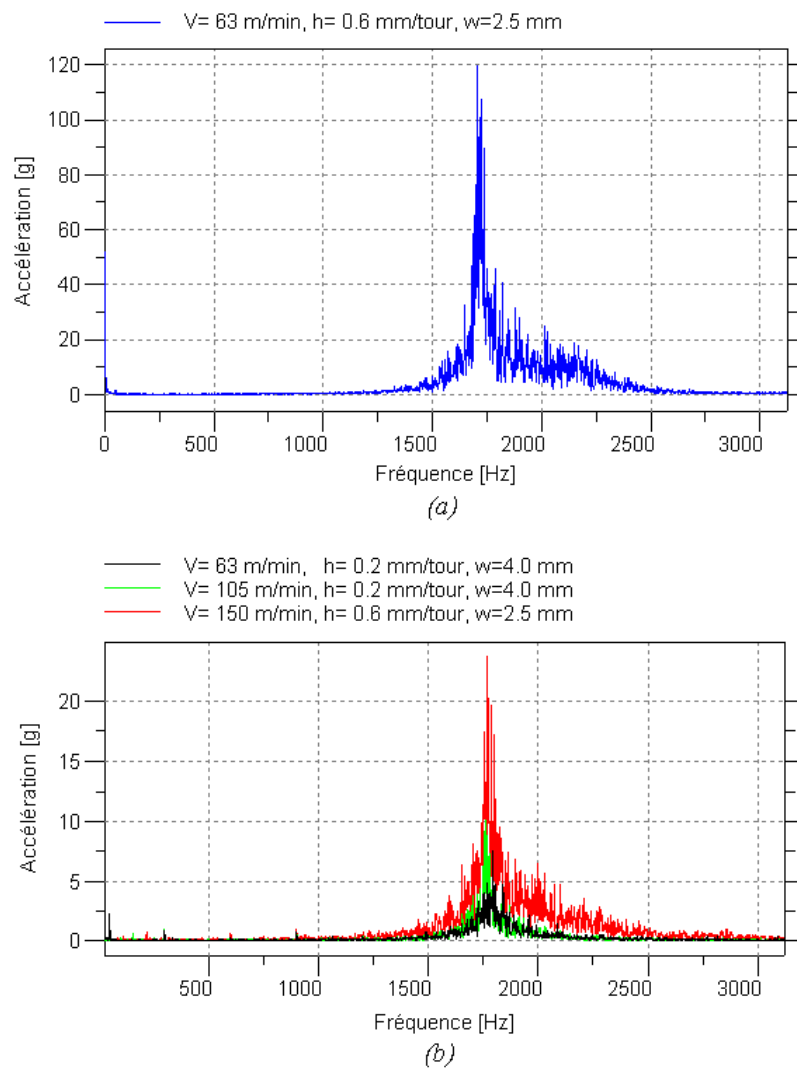 V= 63 m/min, h= 0.6 mm/tour, w=2.5 mm
120
100
80
60
40
20
0
Accélération [g]
0 500 1000 1500 2000 2500 3000
Fréquence [Hz]
(a)
V= 63 m/min, h= 0.2 mm/tour, w=4.0 mm
V= 105 m/min, h= 0.2 mm/tour, w=4.0 mm
V= 150 m/min, h= 0.6 mm/tour, w=2.5 mm
20
15
10
5
0
Accélération [g]
500 1000 1500 2000 2500 3000
Fréquence [Hz]
(b)